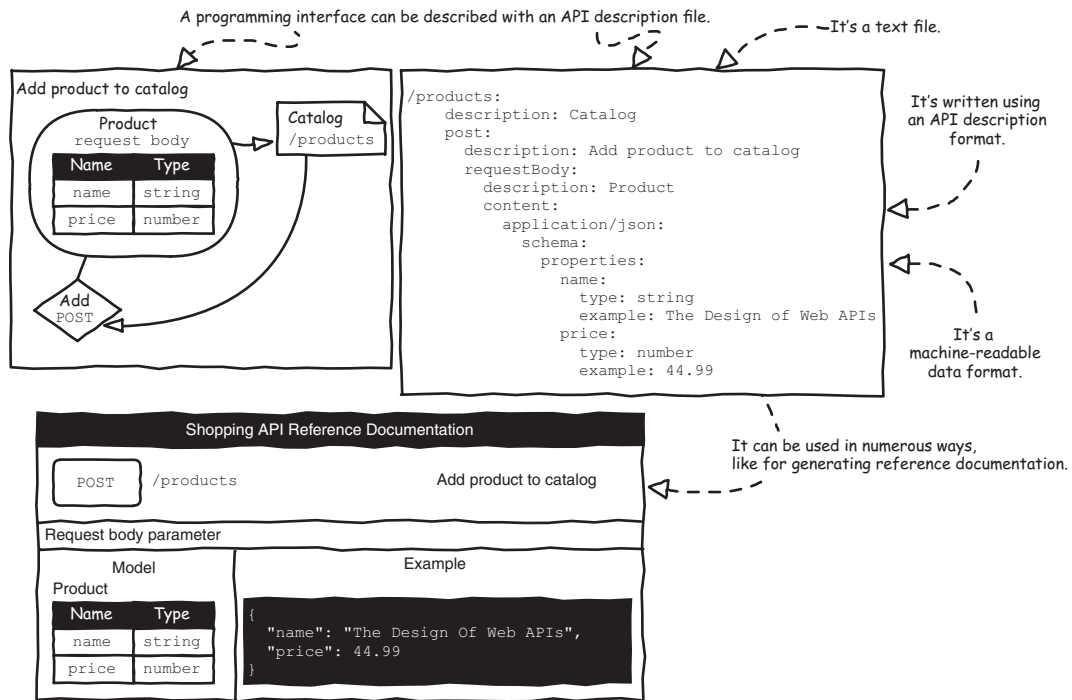 A programming interface can be described with an API description file.
It's a text file.
Add product to catalog
Product
request body
Name Type
name string
price number
Catalog
/products
Add
POST
/products:
description: Catalog
post:
description: Add product to catalog
requestBody:
description: Product
content:
application/json:
schema:
properties:
name:
type: string
example: The Design of Web APIs
price:
type: number
example: 44.99
It's written using
an API description
format.
It's a
machine-readable
data format.
It can be used in numerous ways,
like for generating reference documentation.
Shopping API Reference Documentation
POST /products Add product to catalog
Request body parameter
Model
Product
Name Type
name string
price number
Example
{
"name": "The Design Of Web APIs",
"price": 44.99
}